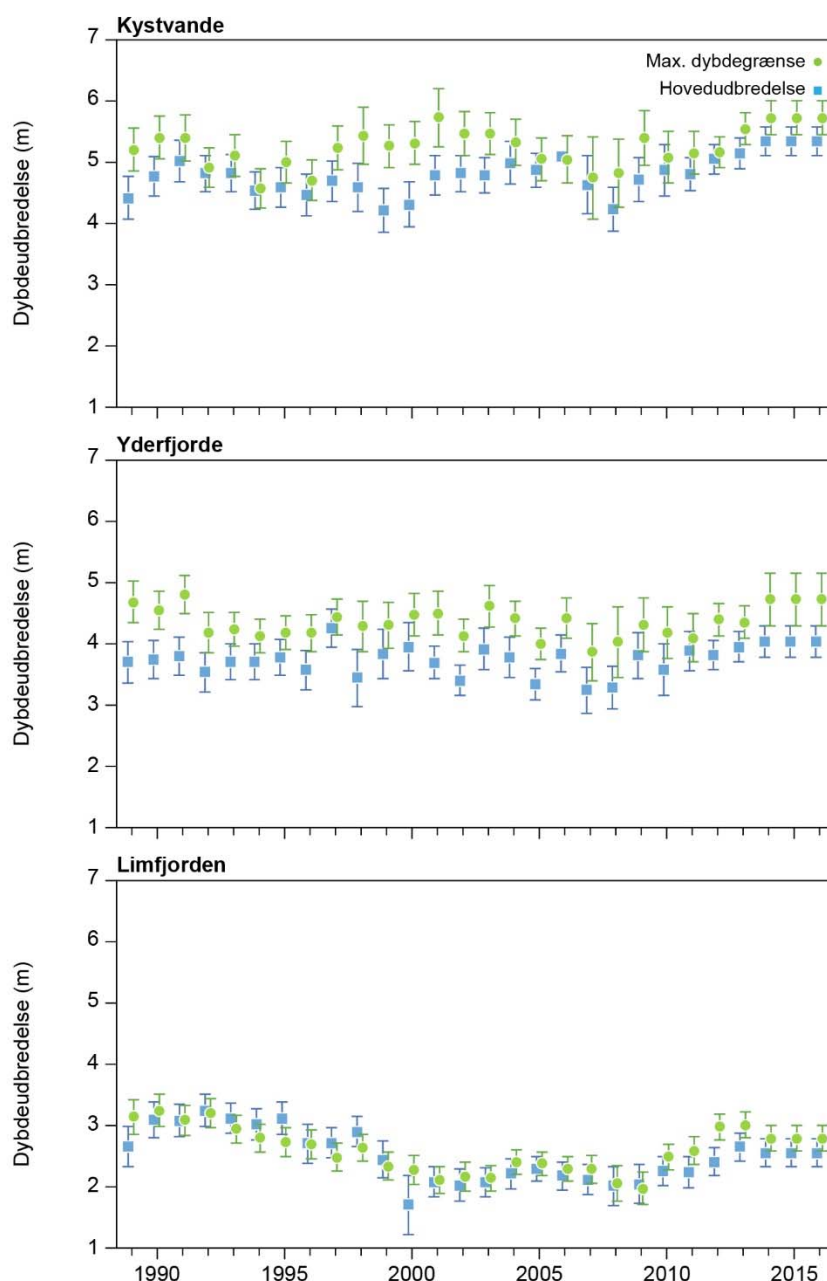 Kystvande
7
Max. dybdegrænse
Hovedudbredelse
6
5
4
3
2
1
Dybdeudbredelse (m)
Yderfjorde
7
6
5
4
3
2
1
Dybdeudbredelse (m)
Limfjorden
7
6
5
4
3
2
1
Dybdeudbredelse (m)
1990 1995 2000 2005 2010 2015